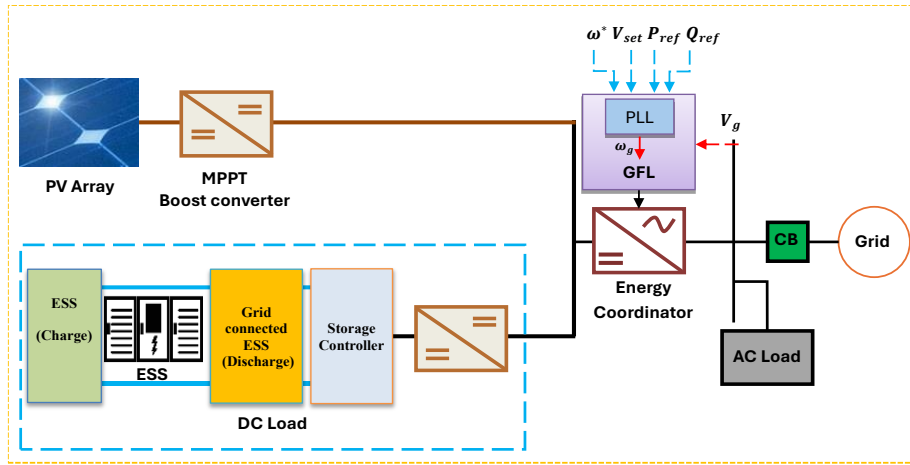 ω* V_set P_ref Q_ref
PLL
ω_g
GFL
V_g
PV Array
MPPT
Boost converter
CB
Grid
Energy
Coordinator
AC Load
ESS
(Charge)
ESS
Grid
connected
ESS
(Discharge)
Storage
Controller
DC Load